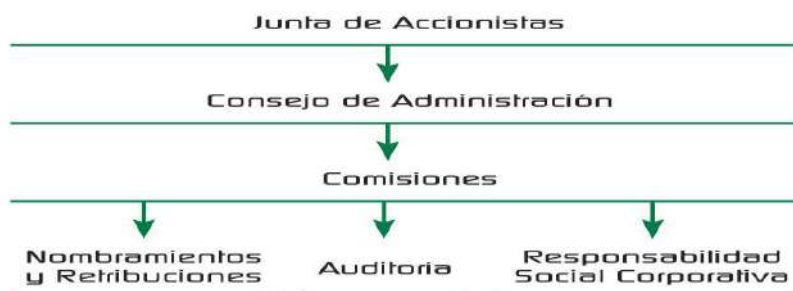 Junta de Accionistas
Consejo de Administración
Comisiones
Nombramientos
y Retribuciones
Auditoria
Responsabilidad
Social Corporativa